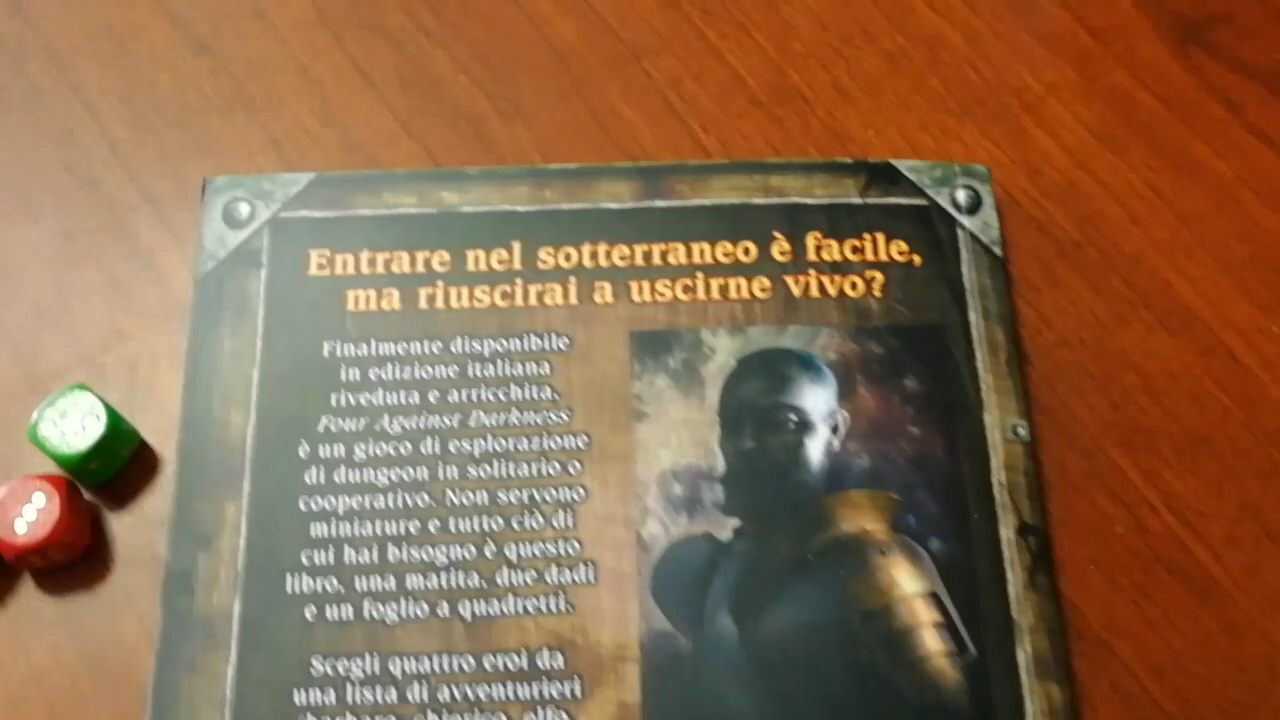 Entrare nel sotterraneo è facile,
ma riuscirai a uscirne vivo?
Finalmente disponibile
in edizione italiana
riveduta e arricchita,
Four Against Darkness
è un gioco di esplorazione
di dungeon in solitario o
cooperativo. Non servono
miniature e tutto ciò di
cui hai bisogno è questo
libro, una matita, due dadi
e un foglio a quadretti.
Scegli quattro eroi da
una lista di avventurieri